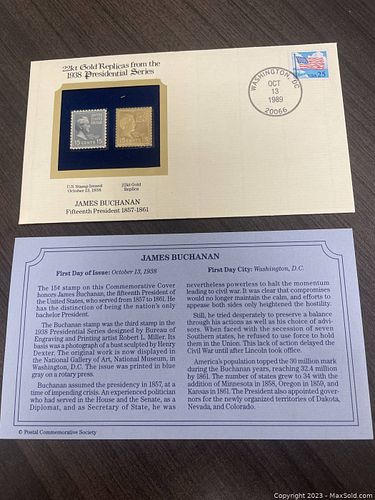 22kt Gold Replicas from the
1938 Presidential Series
WASHINGTON, DC
OCT
13
1989
20066
USA 25
15 CENTS 15
U.S. Stamp Issued
October 13, 1938
22kt Gold
Replica
JAMES BUCHANAN
Fifteenth President 1857-1861
JAMES BUCHANAN
First Day of Issue: October 13, 1938
The 15¢ stamp on this Commemorative Cover
honors James Buchanan, the fifteenth President of
the United States, who served from 1857 to 1861. He
has the distinction of being the nation's only
bachelor President.
The Buchanan stamp was the third stamp in the
1938 Presidential Series designed by Bureau of
Engraving and Printing artist Robert L. Miller. Its
basis was a photograph of a bust sculpted by Henry
Dexter. The original work is now displayed in the
National Gallery of Art, National Museum, in
Washington, D.C. The issue was printed in blue
gray on a rotary press.
Buchanan assumed the presidency in 1857, at a
time of impending crisis. An experienced politician
who had served in the House and the Senate, as a
Diplomat, and as Secretary of State, he was
First Day City: Washington, D.C.
nevertheless powerless to halt the momentum
leading to civil war. It was clear that compromises
would no longer maintain the calm, and efforts to
appease both sides only heightened the hostility.
Still, he tried desperately to preserve a balance
through his actions as well as his choice of advi-
sors. When faced with the secession of seven
Southern states, he refused to use force to hold
them in the Union. This lack of action delayed the
Civil War until after Lincoln took office.
America's population topped the 30 million mark
during the Buchanan years, reaching 32.4 million
by 1861. The number of states grew to 34 with the
addition of Minnesota in 1858, Oregon in 1859, and
Kansas in 1861. The President also appointed gover-
nors for the newly organized territories of Dakota,
Nevada, and Colorado.
© Postal Commemorative Society
Copyright 2023 - MaxSold.com